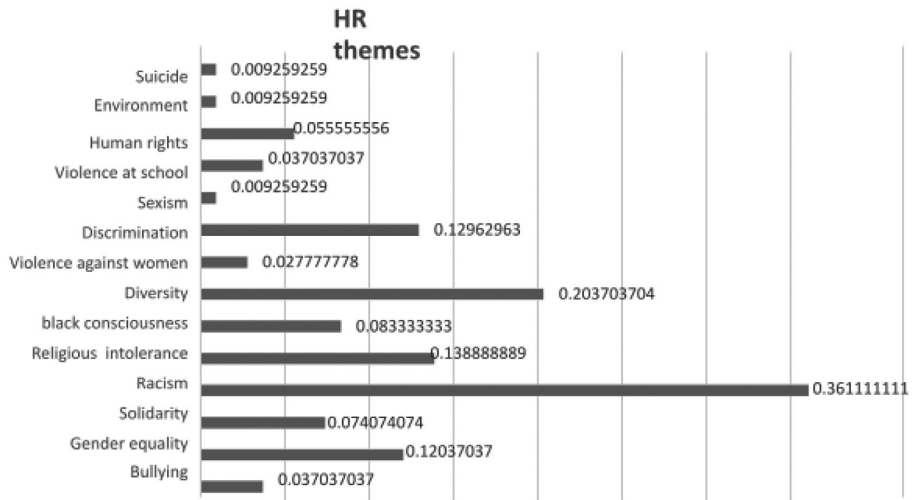 HR
themes
Suicide 0.009259259
Environment 0.009259259
Human rights 0.055555556
Violence at school 0.037037037
Sexism 0.009259259
Discrimination 0.12962963
Violence against women 0.027777778
Diversity 0.203703704
black consciousness 0.083333333
Religious intolerance 0.138888889
Racism 0.361111111
Solidarity 0.074074074
Gender equality 0.12037037
Bullying 0.037037037